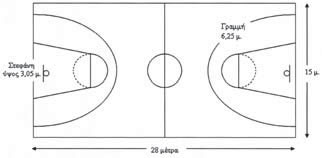 Γραμμή
6,25 μ.
Στεφάνη
ύψος 3,05 μ.
15 μ.
28 μέτρα